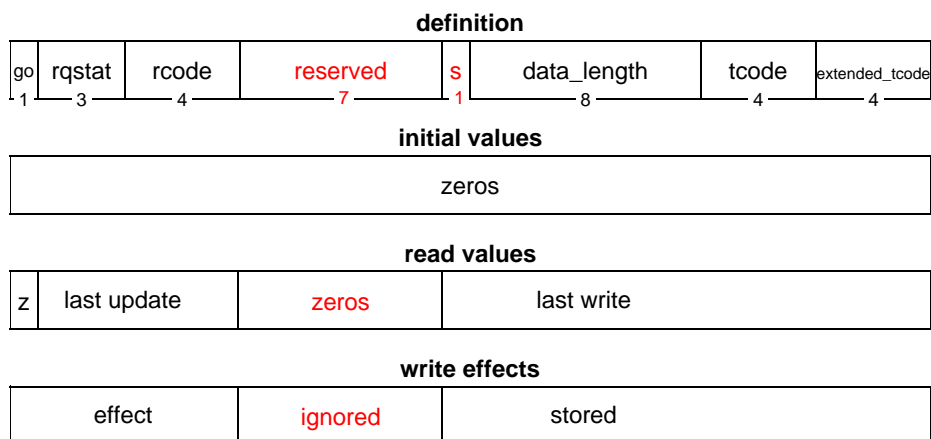 definition
go rqstat rcode reserved s data_length tcode extended_tcode
1 3 4 7 1 8 4 4
initial values
zeros
read values
z last update zeros last write
write effects
effect ignored stored